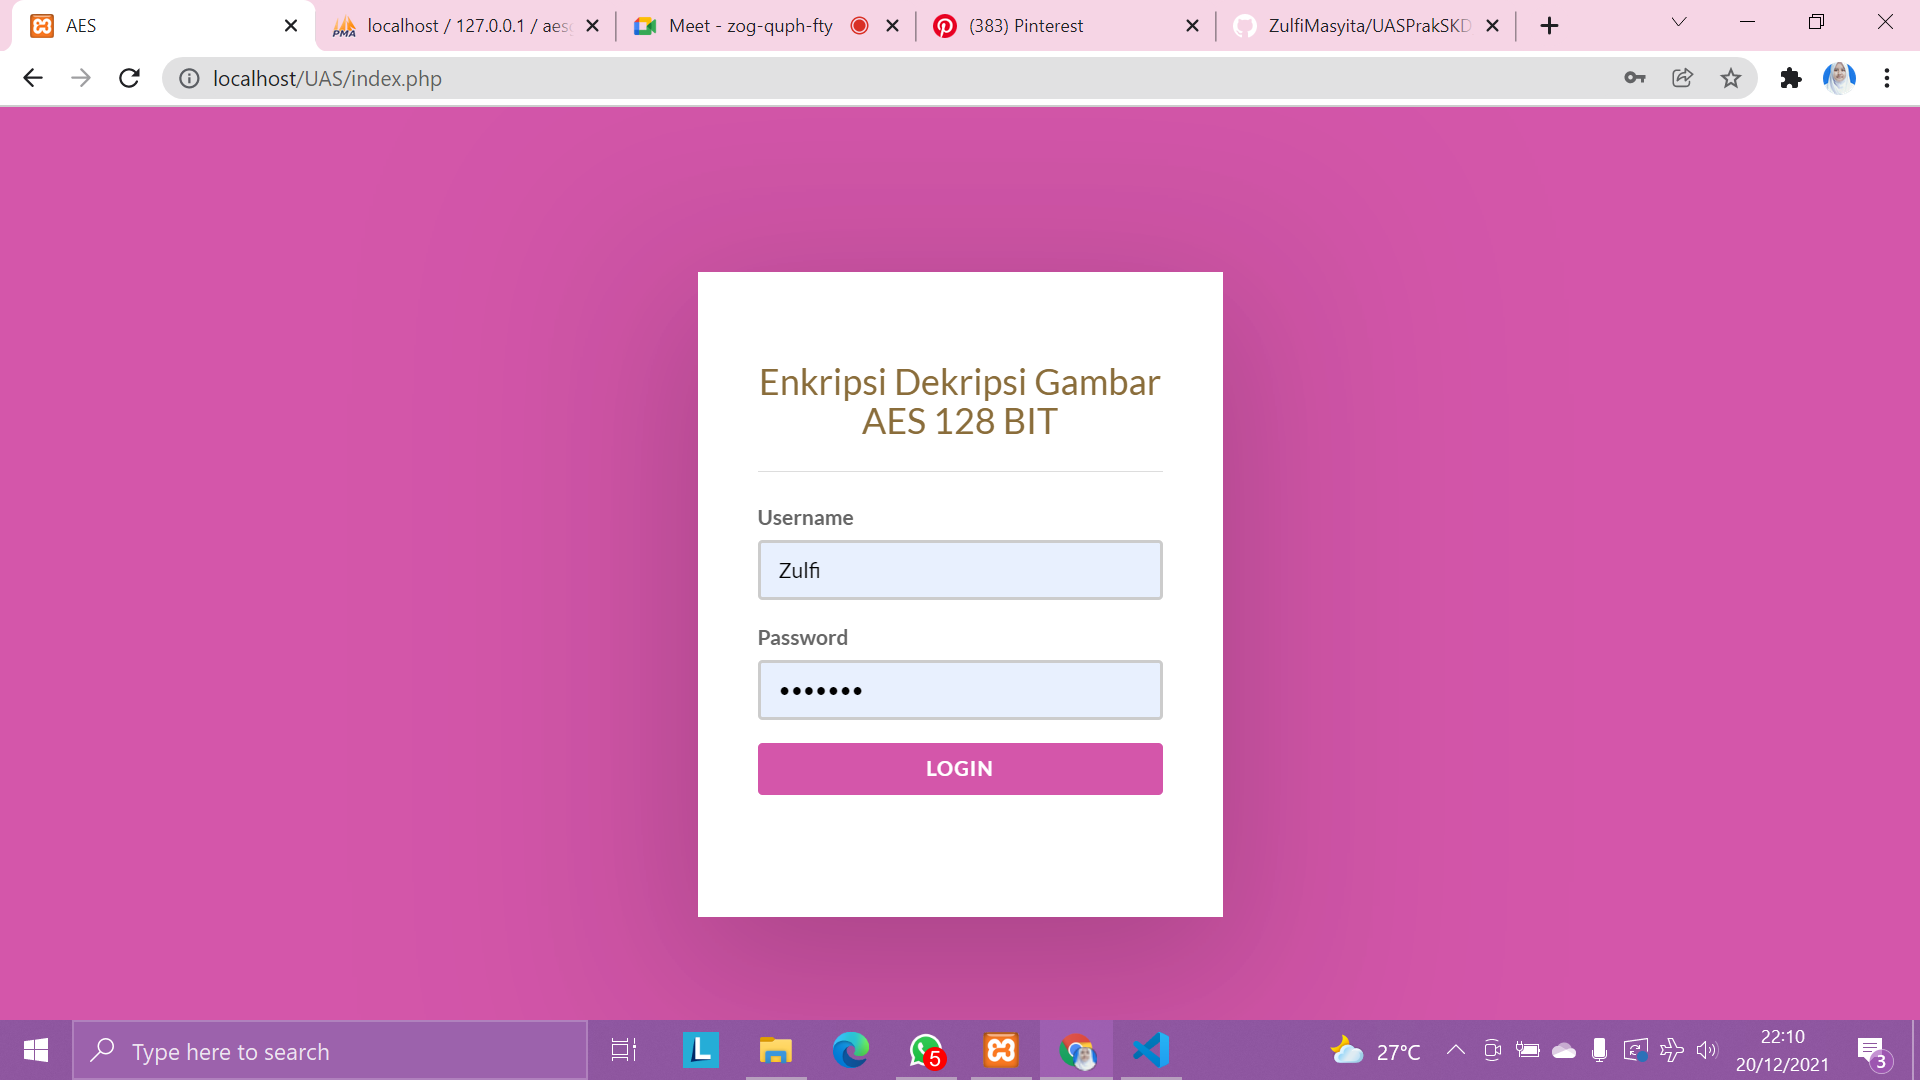 AES
localhost / 127.0.0.1 / aes
Meet - zog-quph-fty
(383) Pinterest
ZulfiMasyita/UASPrakSKD
localhost/UAS/index.php
Enkripsi Dekripsi Gambar
AES 128 BIT
Username
Zulfi
Password
•••••••
LOGIN
Type here to search
L
5
27°C
22:10
20/12/2021
3